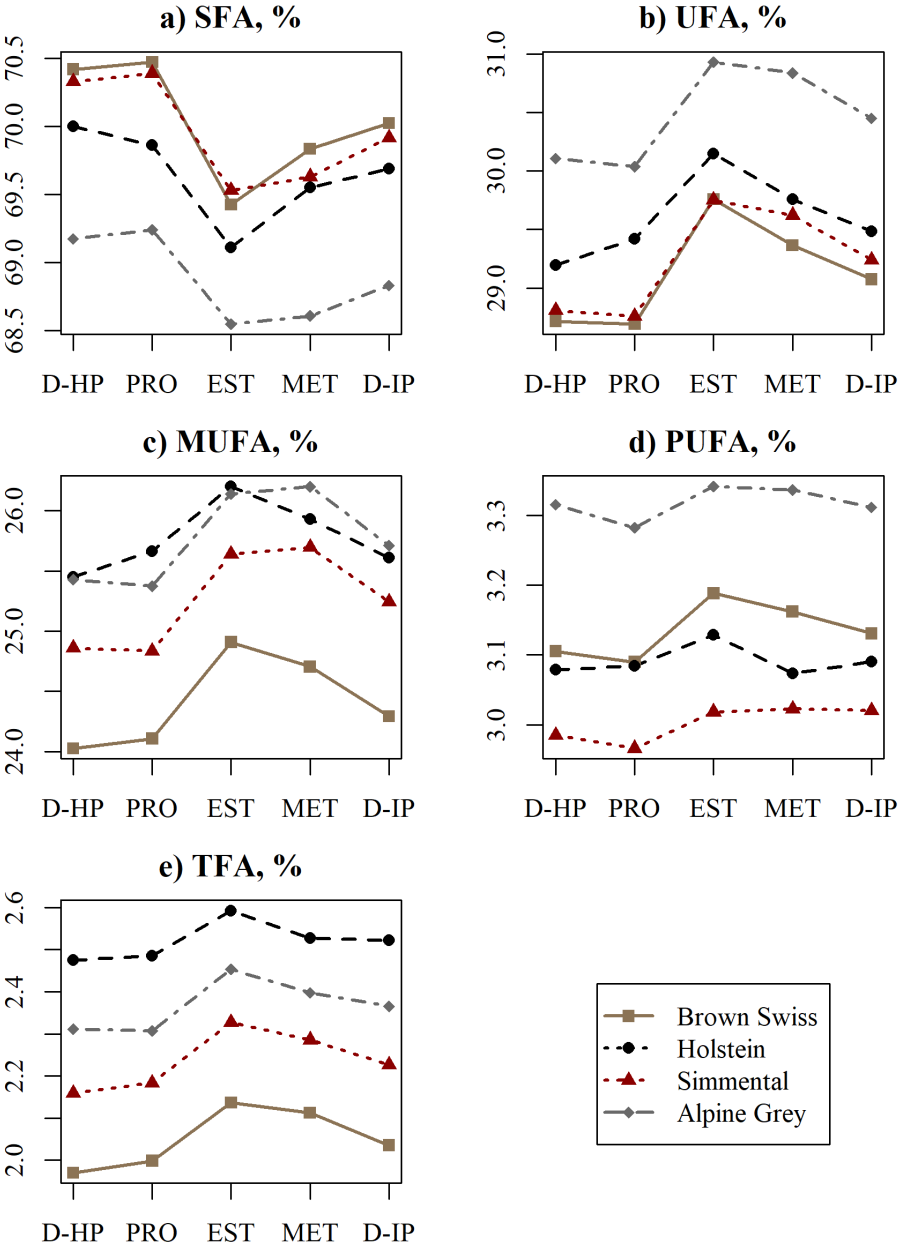 a) SFA, %
70.5
70.0
69.5
69.0
68.5
D-HP PRO EST MET D-IP
b) UFA, %
31.0
30.0
29.0
D-HP PRO EST MET D-IP
c) MUFA, %
26.0
25.0
24.0
D-HP PRO EST MET D-IP
d) PUFA, %
3.3
3.2
3.1
3.0
D-HP PRO EST MET D-IP
e) TFA, %
2.6
2.4
2.2
2.0
D-HP PRO EST MET D-IP
Brown Swiss
Holstein
Simmental
Alpine Grey